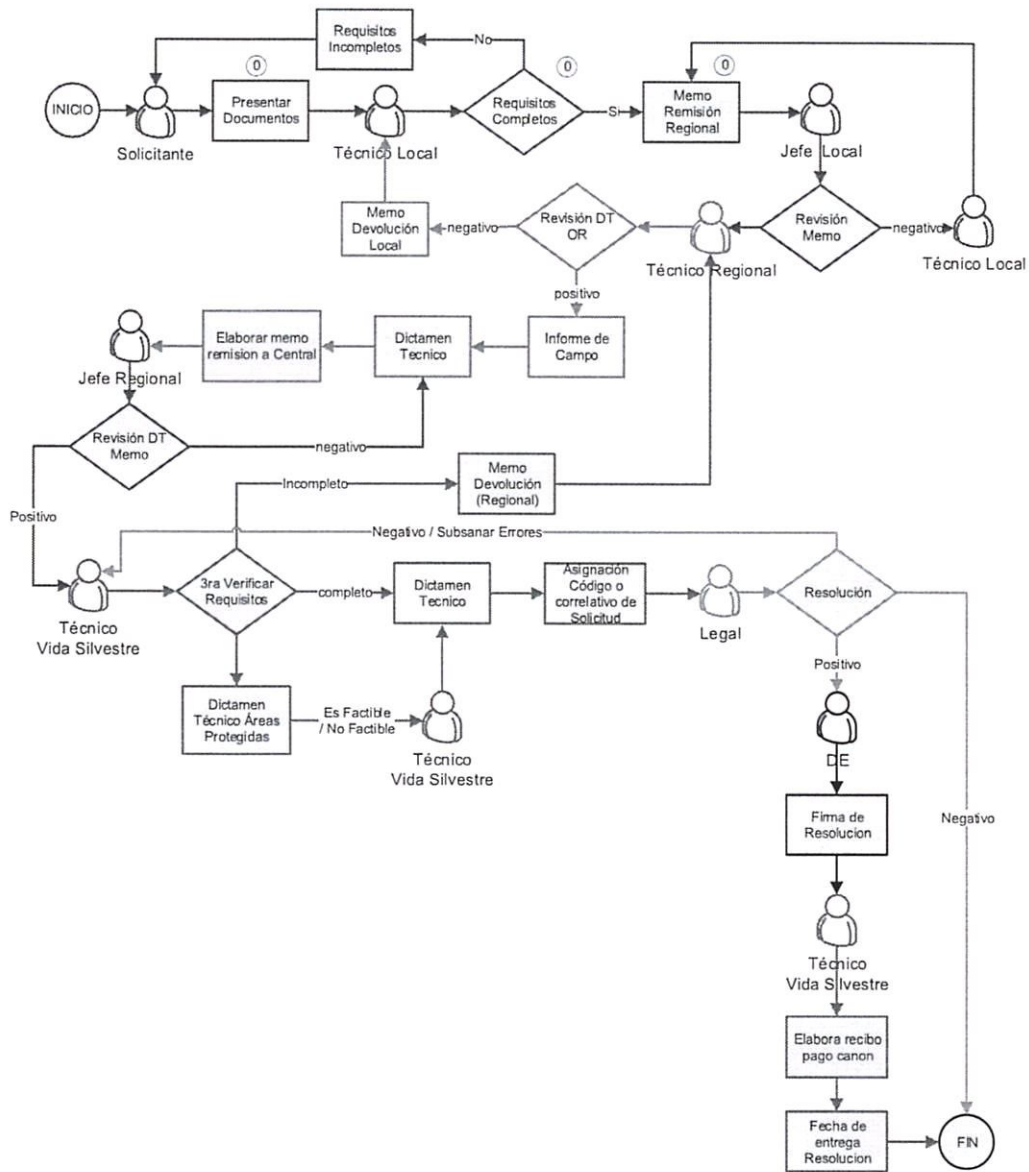 Requisitos
Incompletos
No
0
0
0
INICIO
Presentar
Documentos
Requisitos
Completos
Si
Memo
Remisión
Regional
Solicitante
Técnico Local
Jefe Local
Memo
Devolución
Local
negativo
Revisión DT
OR
Revisión
Memo
negativo
Técnico Regional
Técnico Local
positivo
Elaborar memo
remision a Central
Dictamen
Tecnico
Informe de
Campo
Jefe Regional
Revisión DT
Memo
negativo
Memo
Devolución
(Regional)
Incompleto
Positivo
Negativo / Subsanar Errores
3ra Verificar
Requisitos
completo
Dictamen
Tecnico
Asignación
Código o
correlativo de
Solicitud
Resolución
Técnico
Vida Silvestre
Legal
Positivo
Dictamen
Técnico Áreas
Protegidas
Es Factible
/ No Factible
Técnico
Vida Silvestre
DE
Firma de
Resolucion
Negativo
Técnico
Vida Silvestre
Elabora recibo
pago canon
Fecha de
entrega
Resolucion
FIN